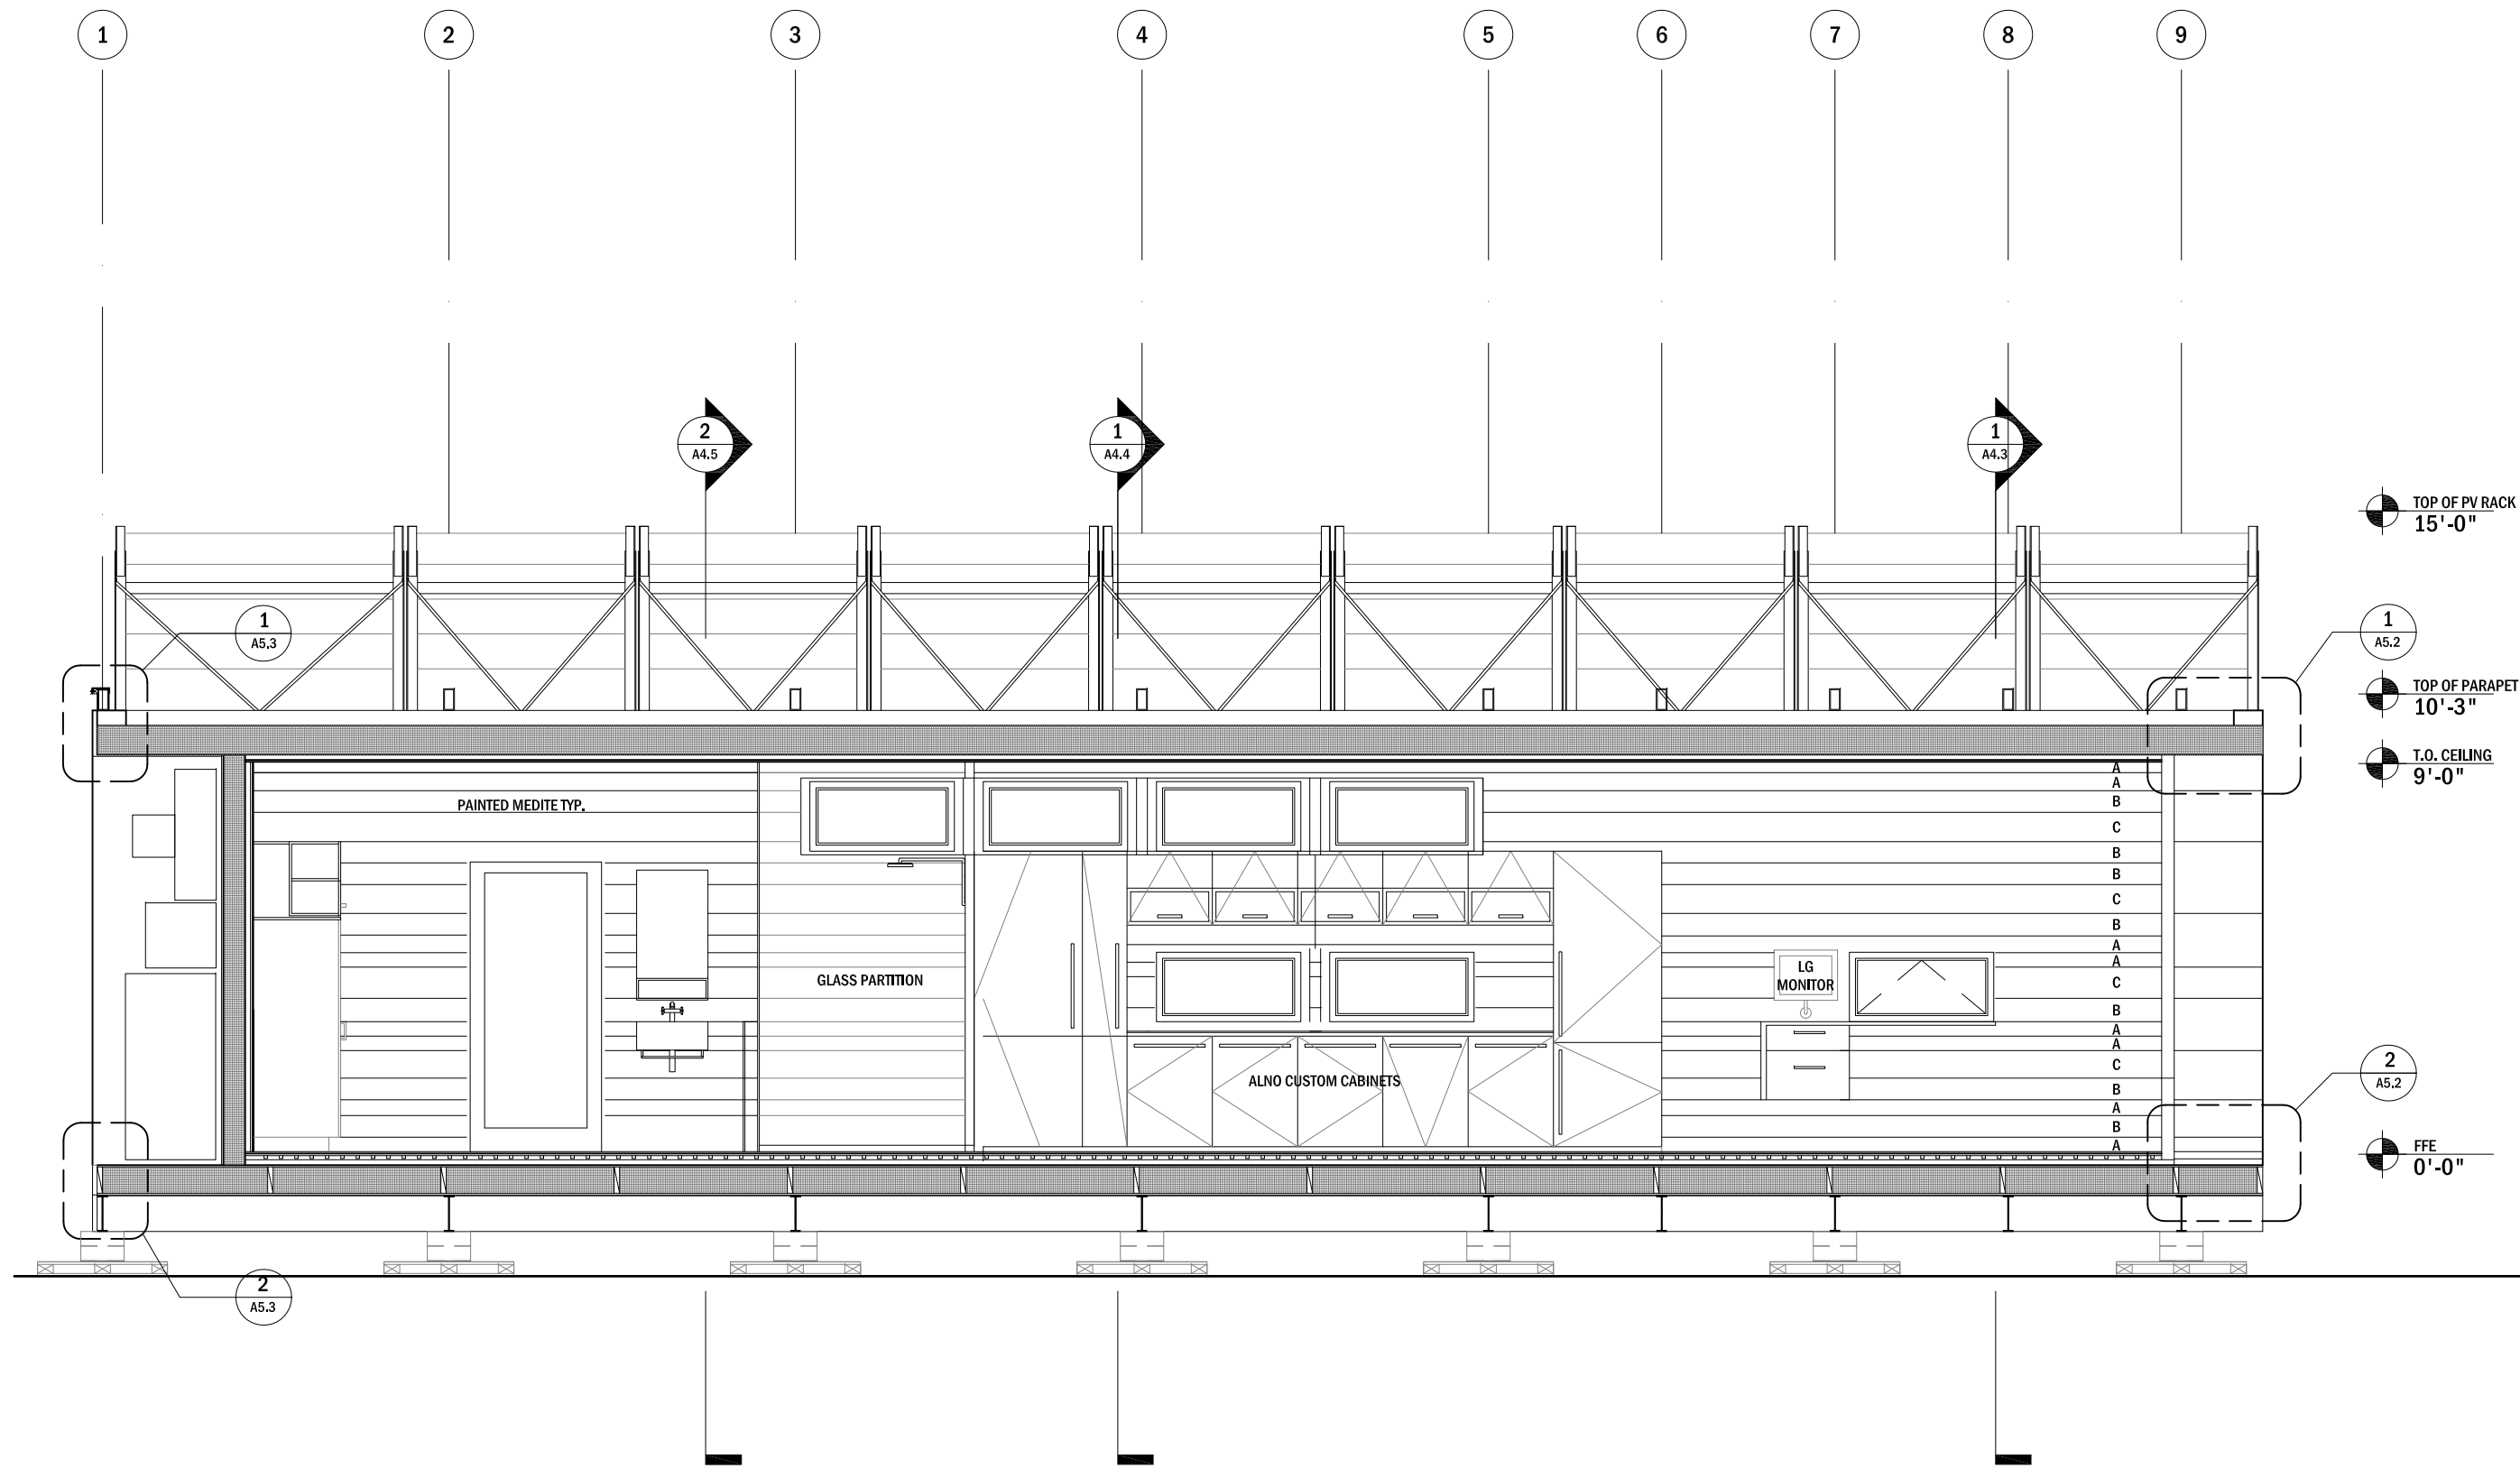 1 2 3 4 5 6 7 8 9
2
A4.5
1
A4.4
1
A4.3
TOP OF PV RACK
15'-0"
1
A5.3
1
A5.2
TOP OF PARAPET
10'-3"
T.O. CEILING
9'-0"
PAINTED MEDITE TYP.
A
A
B
C
B
B
C
B
A
A
C
B
A
A
C
B
A
B
A
GLASS PARTITION
LG
MONITOR
ALNO CUSTOM CABINETS
2
A5.2
FFE
0'-0"
2
A5.3